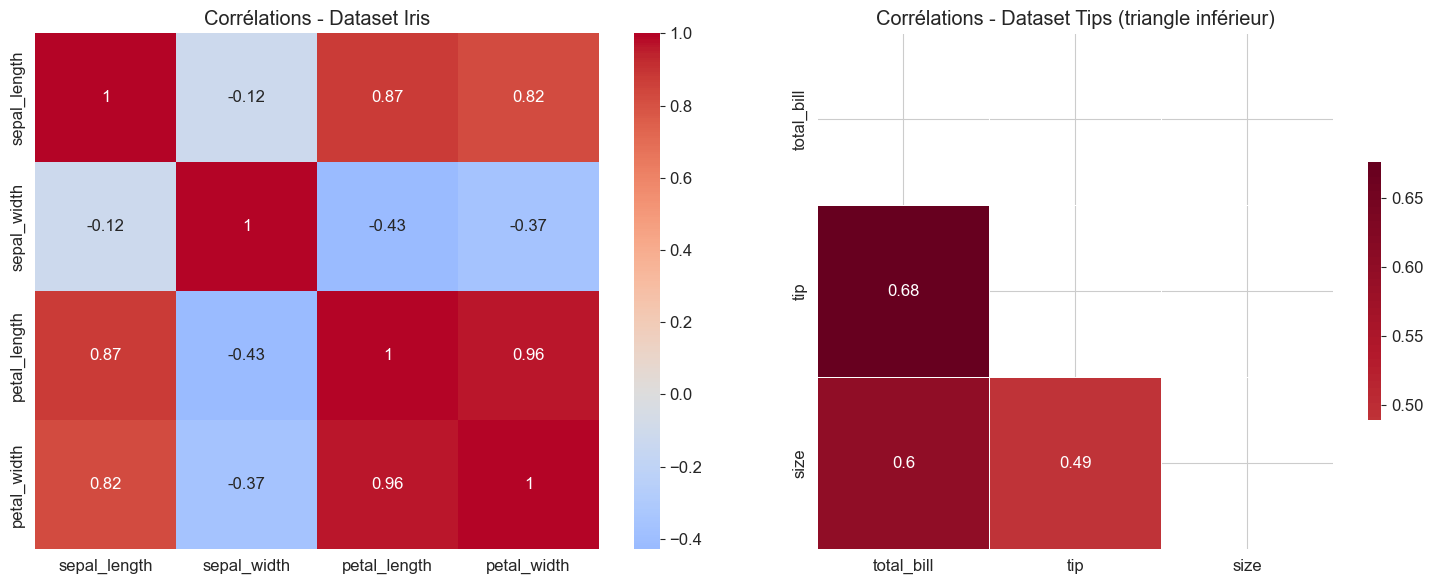 Corrélations - Dataset Iris
sepal_length
1
-0.12
0.87
0.82
sepal_width
-0.12
1
-0.43
-0.37
petal_length
0.87
-0.43
1
0.96
petal_width
0.82
-0.37
0.96
1
sepal_length
sepal_width
petal_length
petal_width
1.0
0.8
0.6
0.4
0.2
0.0
−0.2
−0.4
Corrélations - Dataset Tips (triangle inférieur)
total_bill
tip
0.68
size
0.6
0.49
total_bill
tip
size
0.65
0.60
0.55
0.50